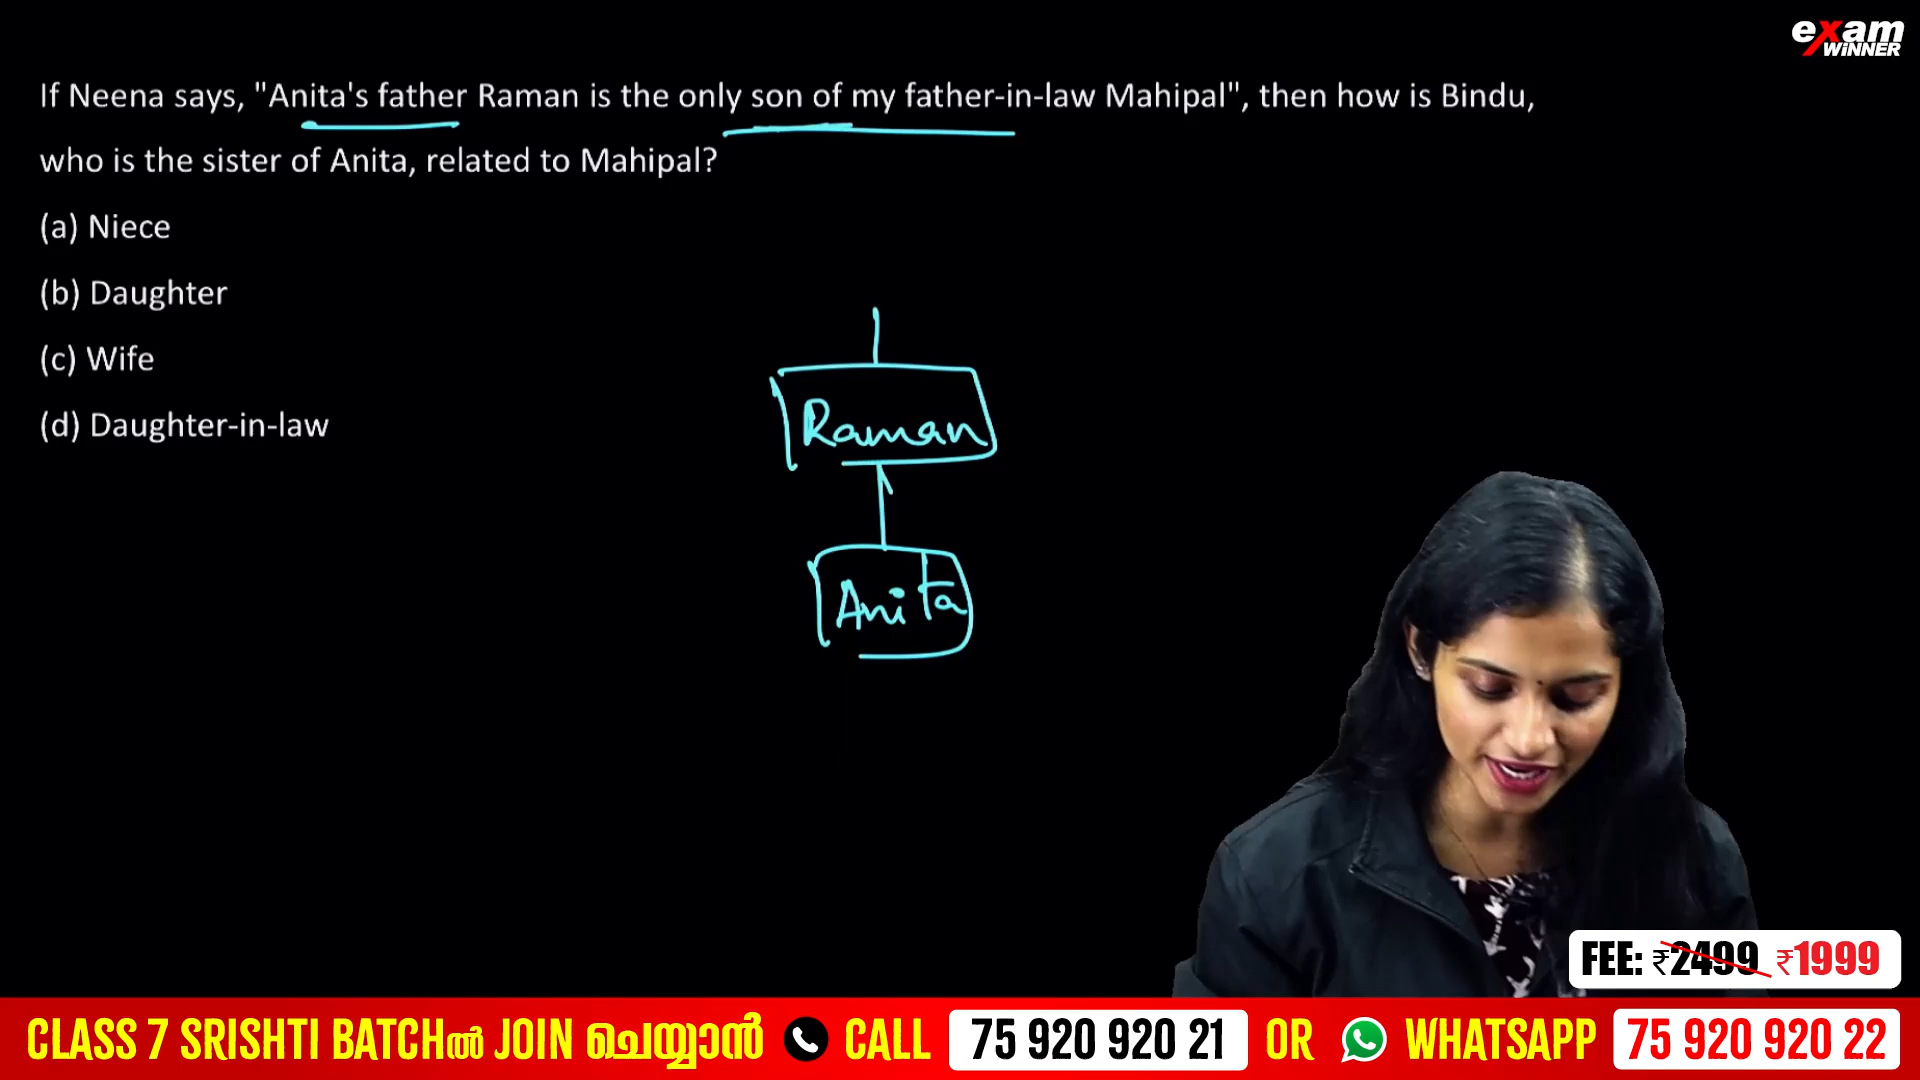 exam
WINNER
If Neena says, "Anita's father Raman is the only son of my father-in-law Mahipal", then how is Bindu,
who is the sister of Anita, related to Mahipal?
(a) Niece
(b) Daughter
(c) Wife
(d) Daughter-in-law
Raman
Anita
FEE: ₹2499 ₹1999
CLASS 7 SRISHTI BATCHൽ JOIN ചെയ്യാൻ CALL 75 920 920 21 OR WHATSAPP 75 920 920 22